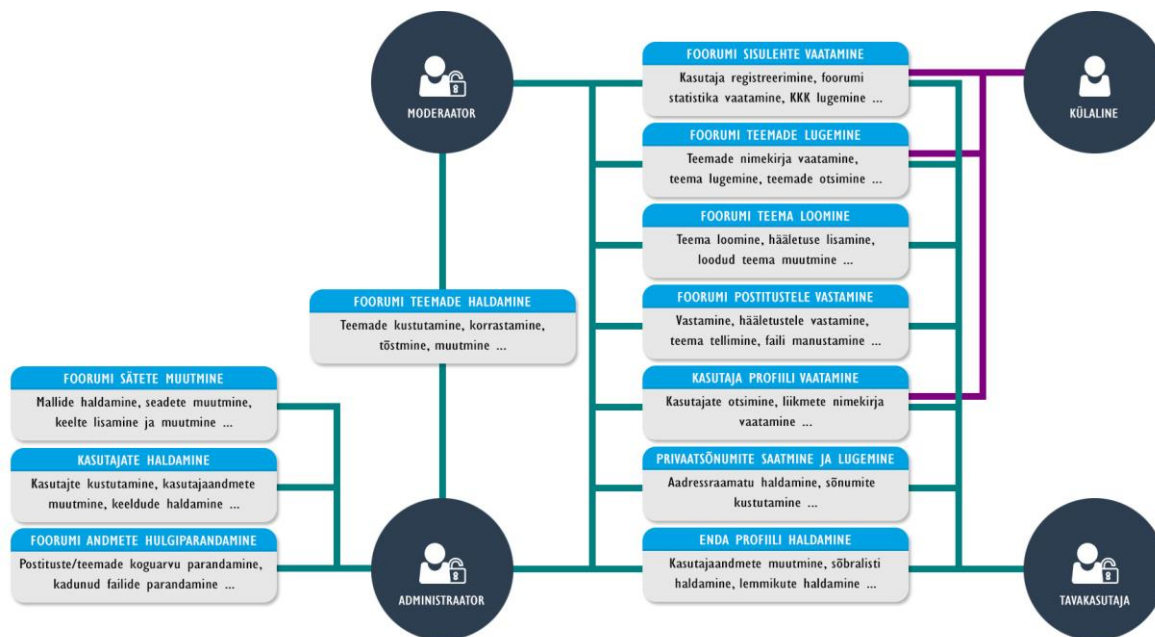 MODERAATOR
KÜLALINE
FOORUMI SISULEHTE VAATAMINE
Kasutaja registreerimine, foorumi
statistika vaatamine, KKK lugemine ...
FOORUMI TEEMADE LUGEMINE
Teemade nimekirja vaatamine,
teema lugemine, teemade otsimine ...
FOORUMI TEEMA LOOMINE
Teema loomine, hääletuse lisamine,
loodud teema muutmine ...
FOORUMI TEEMADE HALDAMINE
Teemade kustutamine, korrastamine,
tõstmine, muutmine ...
FOORUMI POSTITUSTELE VASTAMINE
Vastamine, hääletustele vastamine,
teema tellimine, faili manustamine ...
FOORUMI SÄTETE MUUTMINE
Mallide haldamine, seadete muutmine,
keelte lisamine ja muutmine ...
KASUTAJA PROFIILI VAATAMINE
Kasutajate otsimine, liikmete nimekirja
vaatamine ...
KASUTAJATE HALDAMINE
Kasutajte kustutamine, kasutajaandmete
muutmine, keeldude haldamine ...
PRIVAATSÕNUMITE SAATMINE JA LUGEMINE
Aadressraamatu haldamine, sõnumite
kustutamine ...
FOORUMI ANDMETE HULGIPARANDAMINE
Postituste/teemade koguarvu parandamine,
kadunud failide parandamine ...
ENDA PROFIILI HALDAMINE
Kasutajaandmete muutmine, sõbralisti
haldamine, lemmikute haldamine ...
ADMINISTRAATOR
TAVAKASUTAJA